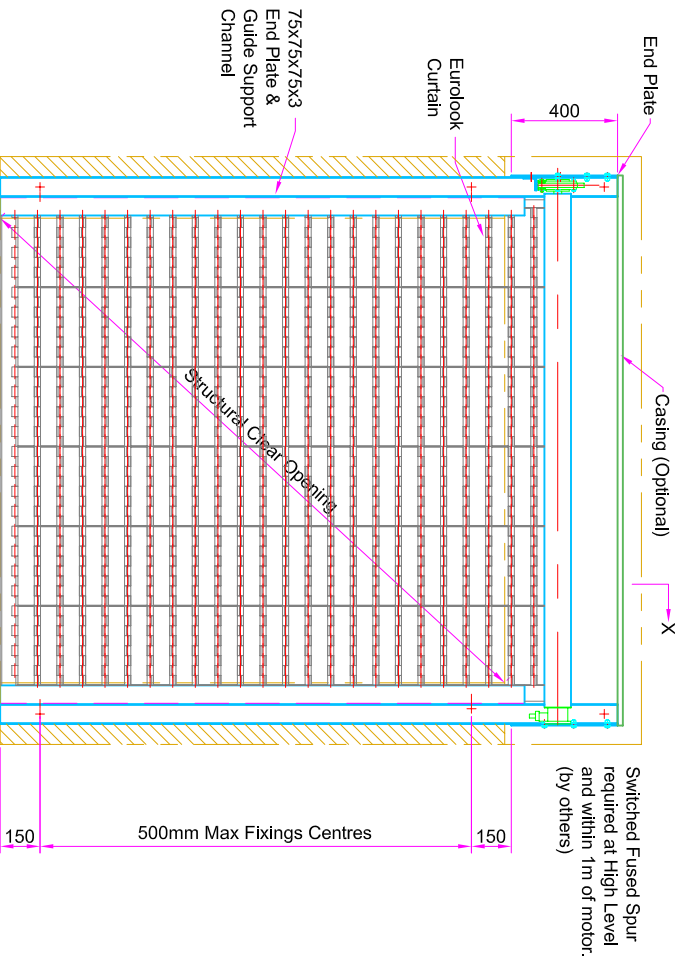 End Plate
400
Eurolook
Curtain
75x75x75x3
End Plate &
Guide Support
Channel
Casing (Optional)
X
Structural Clear Opening
Switched Fused Spur
required at High Level
and within 1m of motor.
(by others)
150
500mm Max Fixings Centres
150